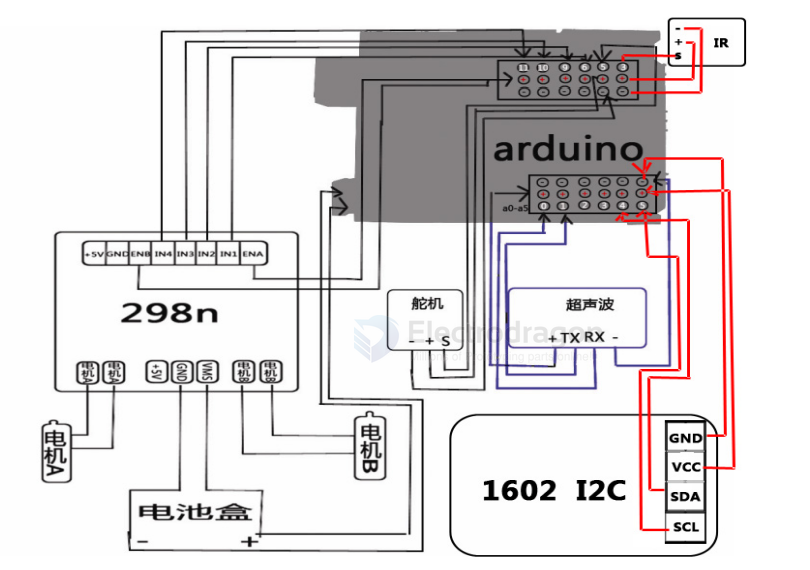 IR
-
+
S
11 10 9 6 5 3
+ + + + + +
- - - - - -
arduino
- - - - - -
+ + + + + +
a0-a5 0 1 2 3 4 5
+5V GND ENB IN4 IN3 IN2 IN1 ENA
298n
电机A 电机A +5V GND VMS 电机B 电机B
舵机
- + S
超声波
+ TX RX -
Electrodragon
电机A
电机B
电池盒
- +
1602 I2C
GND
VCC
SDA
SCL